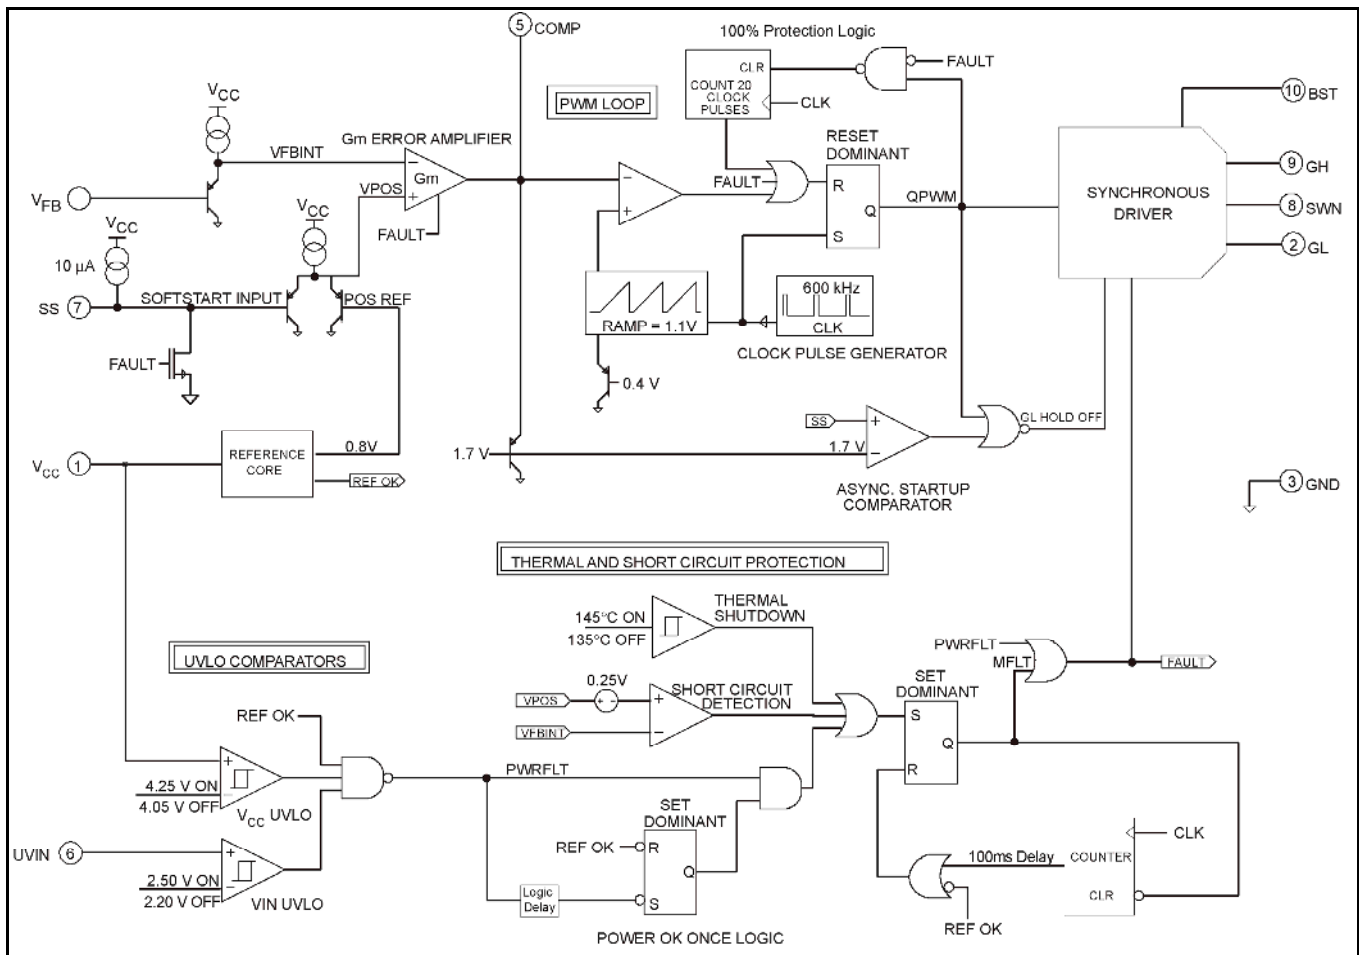 5 COMP
100% Protection Logic
CLR
COUNT 20
CLOCK
PULSES
CLK
FAULT
PWM LOOP
10 BST
VCC
Gm ERROR AMPLIFIER
VFBINT
−
Gm
+
VPOS
FAULT
VFB
VCC
10 µA
SS 7
SOFTSTART INPUT
VCC
POS REF
FAULT
−
+
FAULT
RESET
DOMINANT
R
Q
S
QPWM
SYNCHRONOUS
DRIVER
9 GH
8 SWN
2 GL
RAMP = 1.1V
600 kHz
CLK
CLOCK PULSE GENERATOR
0.4 V
SS
+
1.7 V
1.7 V
−
GL HOLD OFF
ASYNC. STARTUP
COMPARATOR
VCC 1
REFERENCE
CORE
0.8V
REF OK
3 GND
THERMAL AND SHORT CIRCUIT PROTECTION
145°C ON
135°C OFF
THERMAL
SHUTDOWN
UVLO COMPARATORS
0.25V
VPOS
+ -
+
SHORT CIRCUIT
DETECTION
VFBINT
−
SET
DOMINANT
S
Q
R
PWRFLT
MFLT
FAULT
REF OK
+
4.25 V ON
−
4.05 V OFF
VCC UVLO
PWRFLT
UVIN 6
+
2.50 V ON
−
2.20 V OFF
VIN UVLO
SET
DOMINANT
REF OK
R
Q
S
Logic
Delay
POWER OK ONCE LOGIC
CLK
100ms Delay
COUNTER
CLR
REF OK